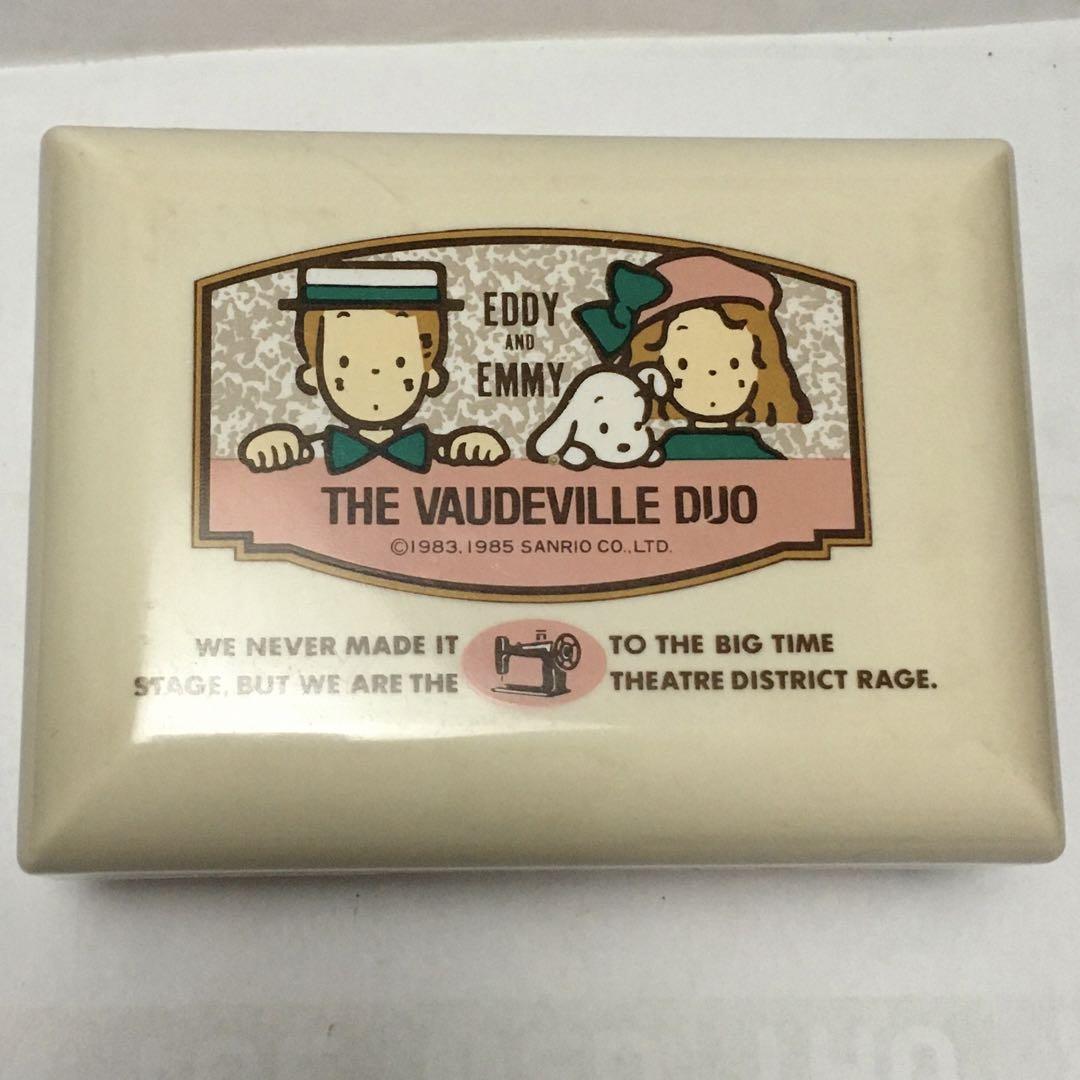 EDDY
AND
EMMY
THE VAUDEVILLE DUO
©1983, 1985 SANRIO CO., LTD.
WE NEVER MADE IT TO THE BIG TIME
STAGE, BUT WE ARE THE THEATRE DISTRICT RAGE.